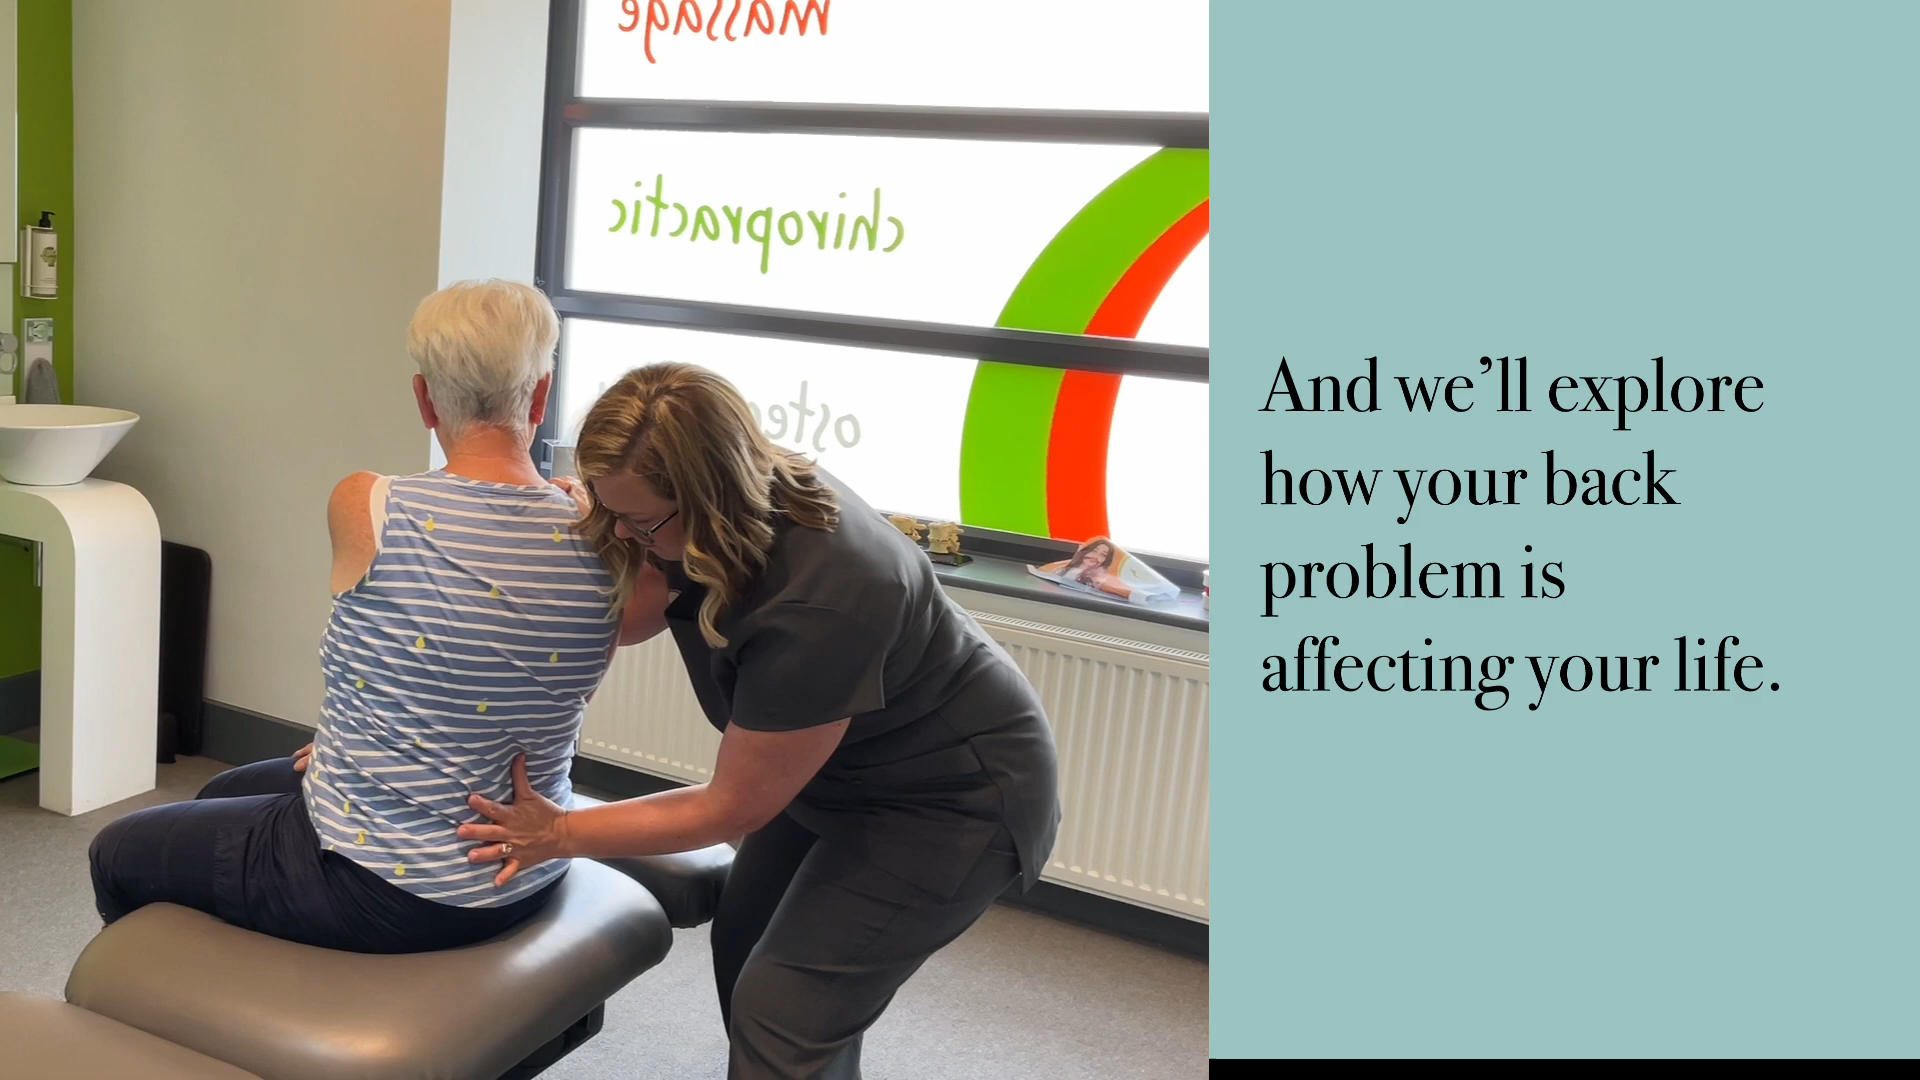 massage
chiropractic
And we’ll explore
how your back
problem is
affecting your life.